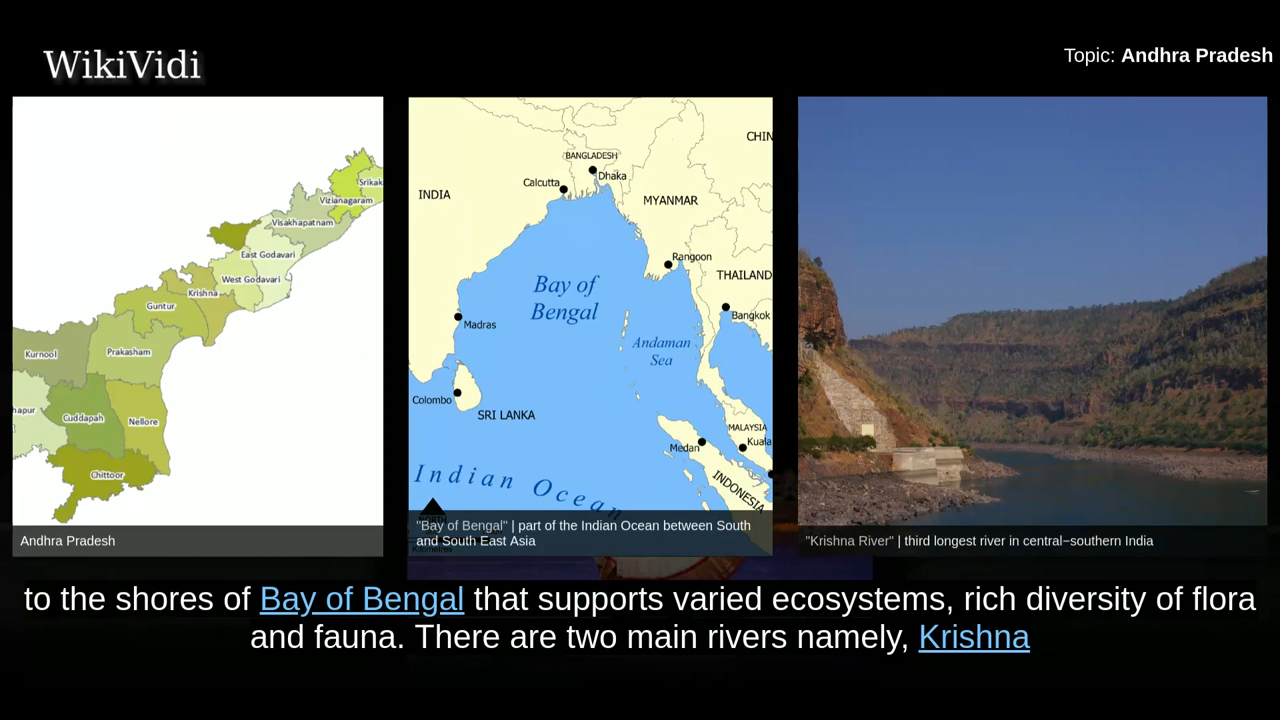 WikiVidi
Topic: Andhra Pradesh
Vizianagaram
Visakhapatnam
East Godavari
West Godavari
Krishna
Guntur
Prakasham
Kurnool
Cuddapah
Nellore
Chittoor
Andhra Pradesh
BANGLADESH
Dhaka
Calcutta
INDIA
MYANMAR
Rangoon
THAILAND
Bay of
Bengal
Bangkok
Madras
Andaman
Sea
Colombo
SRI LANKA
MALAYSIA
Kuala
Medan
INDONESIA
Indian Ocean
"Bay of Bengal" | part of the Indian Ocean between South
and South East Asia
"Krishna River" | third longest river in central–southern India
to the shores of Bay of Bengal that supports varied ecosystems, rich diversity of flora
and fauna. There are two main rivers namely, Krishna